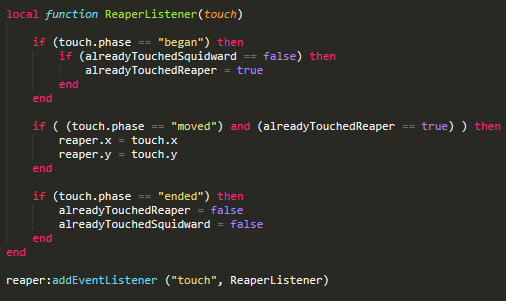 local function ReaperListener(touch)
if (touch.phase == "began") then
if (alreadyTouchedSquidward == false) then
alreadyTouchedReaper = true
end
end
if ( (touch.phase == "moved") and (alreadyTouchedReaper == true) ) then
reaper.x = touch.x
reaper.y = touch.y
end
if (touch.phase == "ended") then
alreadyTouchedReaper = false
alreadyTouchedSquidward = false
end
end
reaper:addEventListener ("touch", ReaperListener)